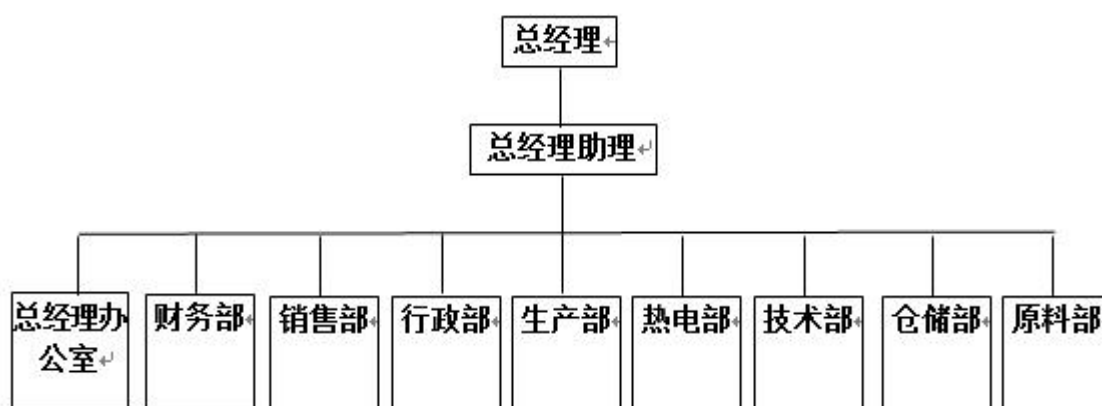 总经理
总经理助理
总经理办
公室
财务部
销售部
行政部
生产部
热电部
技术部
仓储部
原料部